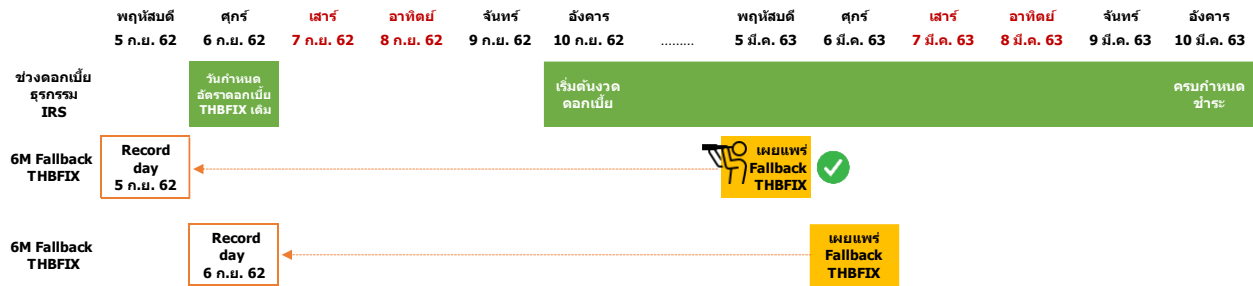 พฤหัสบดี ศุกร์ เสาร์ อาทิตย์ จันทร์ อังคาร พฤหัสบดี ศุกร์ เสาร์ อาทิตย์ จันทร์ อังคาร
5 ก.ย. 62 6 ก.ย. 62 7 ก.ย. 62 8 ก.ย. 62 9 ก.ย. 62 10 ก.ย. 62 ......... 5 มี.ค. 63 6 มี.ค. 63 7 มี.ค. 63 8 มี.ค. 63 9 มี.ค. 63 10 มี.ค. 63
ช่วงดอกเบี้ย
ธุรกรรม
IRS
วันกำหนด
อัตราดอกเบี้ย
THBFIX เดิม
เริ่มต้นงวด
ดอกเบี้ย
ครบกำหนด
ชำระ
6M Fallback
THBFIX
Record
day
5 ก.ย. 62
เผยแพร่
Fallback
THBFIX
6M Fallback
THBFIX
Record
day
6 ก.ย. 62
เผยแพร่
Fallback
THBFIX